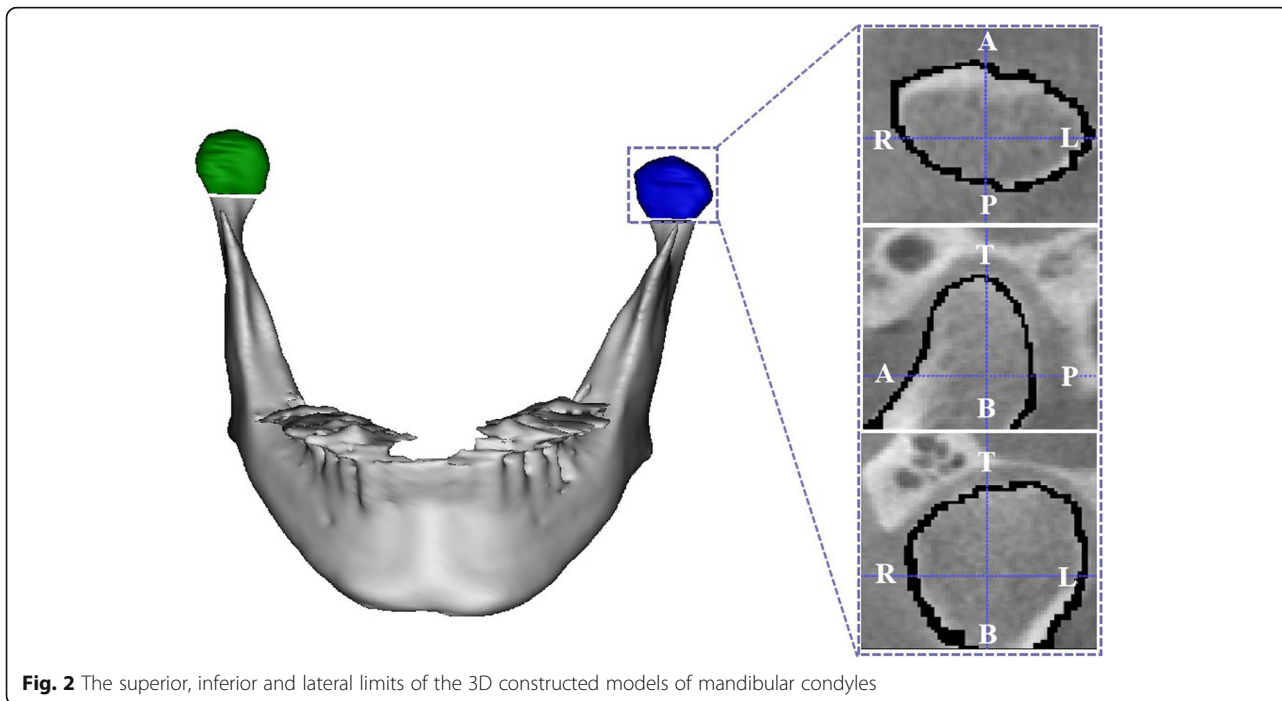 A
R L
P
T
A P
B
T
R L
B
Fig. 2 The superior, inferior and lateral limits of the 3D constructed models of mandibular condyles